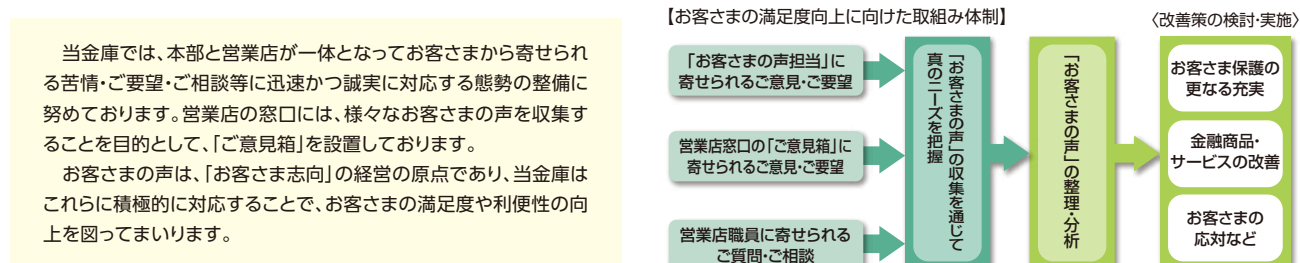 当金庫では、本部と営業店が一体となってお客さまから寄せられ
る苦情・ご要望・ご相談等に迅速かつ誠実に対応する態勢の整備に
努めております。営業店の窓口には、様々なお客さまの声を収集す
ることを目的として、「ご意見箱」を設置しております。
お客さまの声は、「お客さま志向」の経営の原点であり、当金庫は
これらに積極的に対応することで、お客さまの満足度や利便性の向
上を図ってまいります。
【お客さまの満足度向上に向けた取組み体制】
「お客さまの声担当」に
寄せられるご意見・ご要望
営業店窓口の「ご意見箱」に
寄せられるご意見・ご要望
営業店職員に寄せられる
ご質問・ご相談
「お客さまの声」の収集を通じて
真のニーズを把握
「お客さまの声」の整理・分析
〈改善策の検討・実施〉
お客さま保護の
更なる充実
金融商品・
サービスの改善
お客さまの
応対など